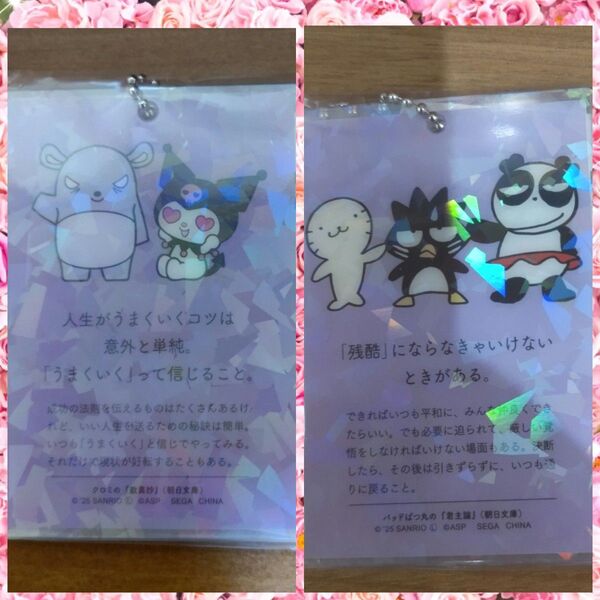 人生がうまくいくコツは
意外と単純。
「うまくいく」って信じること。
成功の法則を伝えるものはたくさんあるけ
れど、いい人生を送るための秘訣は簡単。
いつも「うまくいく」と信じてやってみる。
それだけで現状が好転することもある。
クロミの『歎異抄』（朝日文庫）
© '25 SANRIO Ⓛ ©ASP SEGA CHINA
「残酷」にならなきゃいけない
ときがある。
できればいつも平和に、みんな仲良くでき
たらいい。でも必要に迫られて、厳しい覚
悟をしなければいけない場面もある。決断
したら、その後は引きずらずに、いつも通
りに戻ること。
バッドばつ丸の『君主論』（朝日文庫）
© '25 SANRIO Ⓛ ©ASP SEGA CHINA